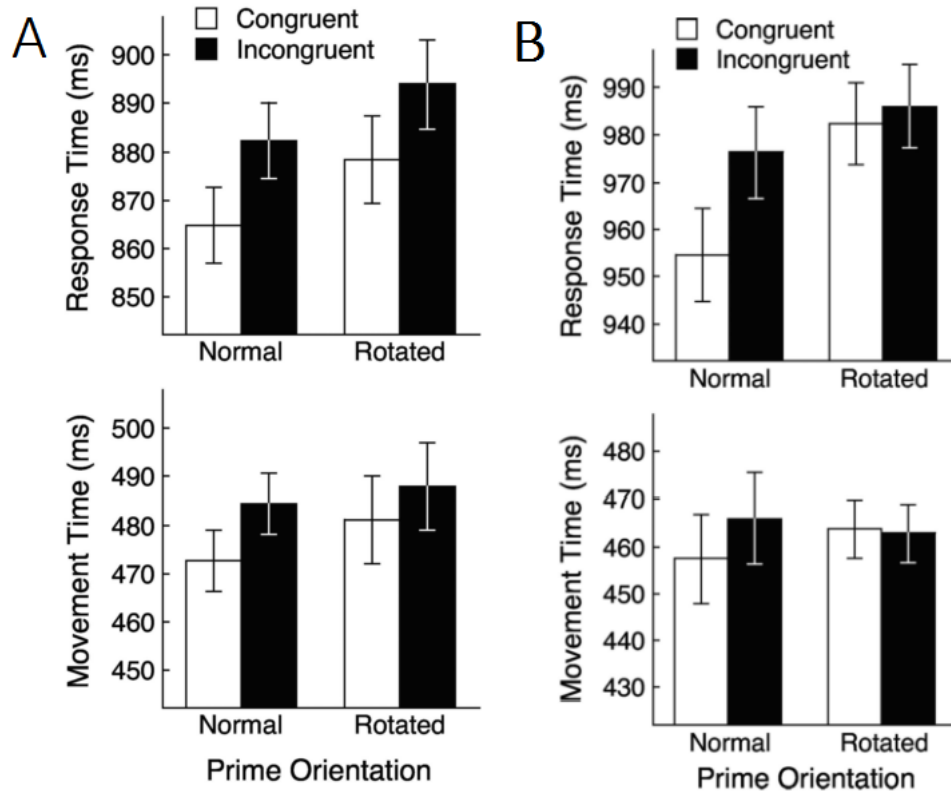 A
Congruent
Incongruent
Response Time (ms)
900
890
880
870
860
850
Normal Rotated
Movement Time (ms)
500
490
480
470
460
450
Normal Rotated
Prime Orientation
B
Congruent
Incongruent
Response Time (ms)
990
980
970
960
950
940
Normal Rotated
Movement Time (ms)
480
470
460
450
440
430
Normal Rotated
Prime Orientation